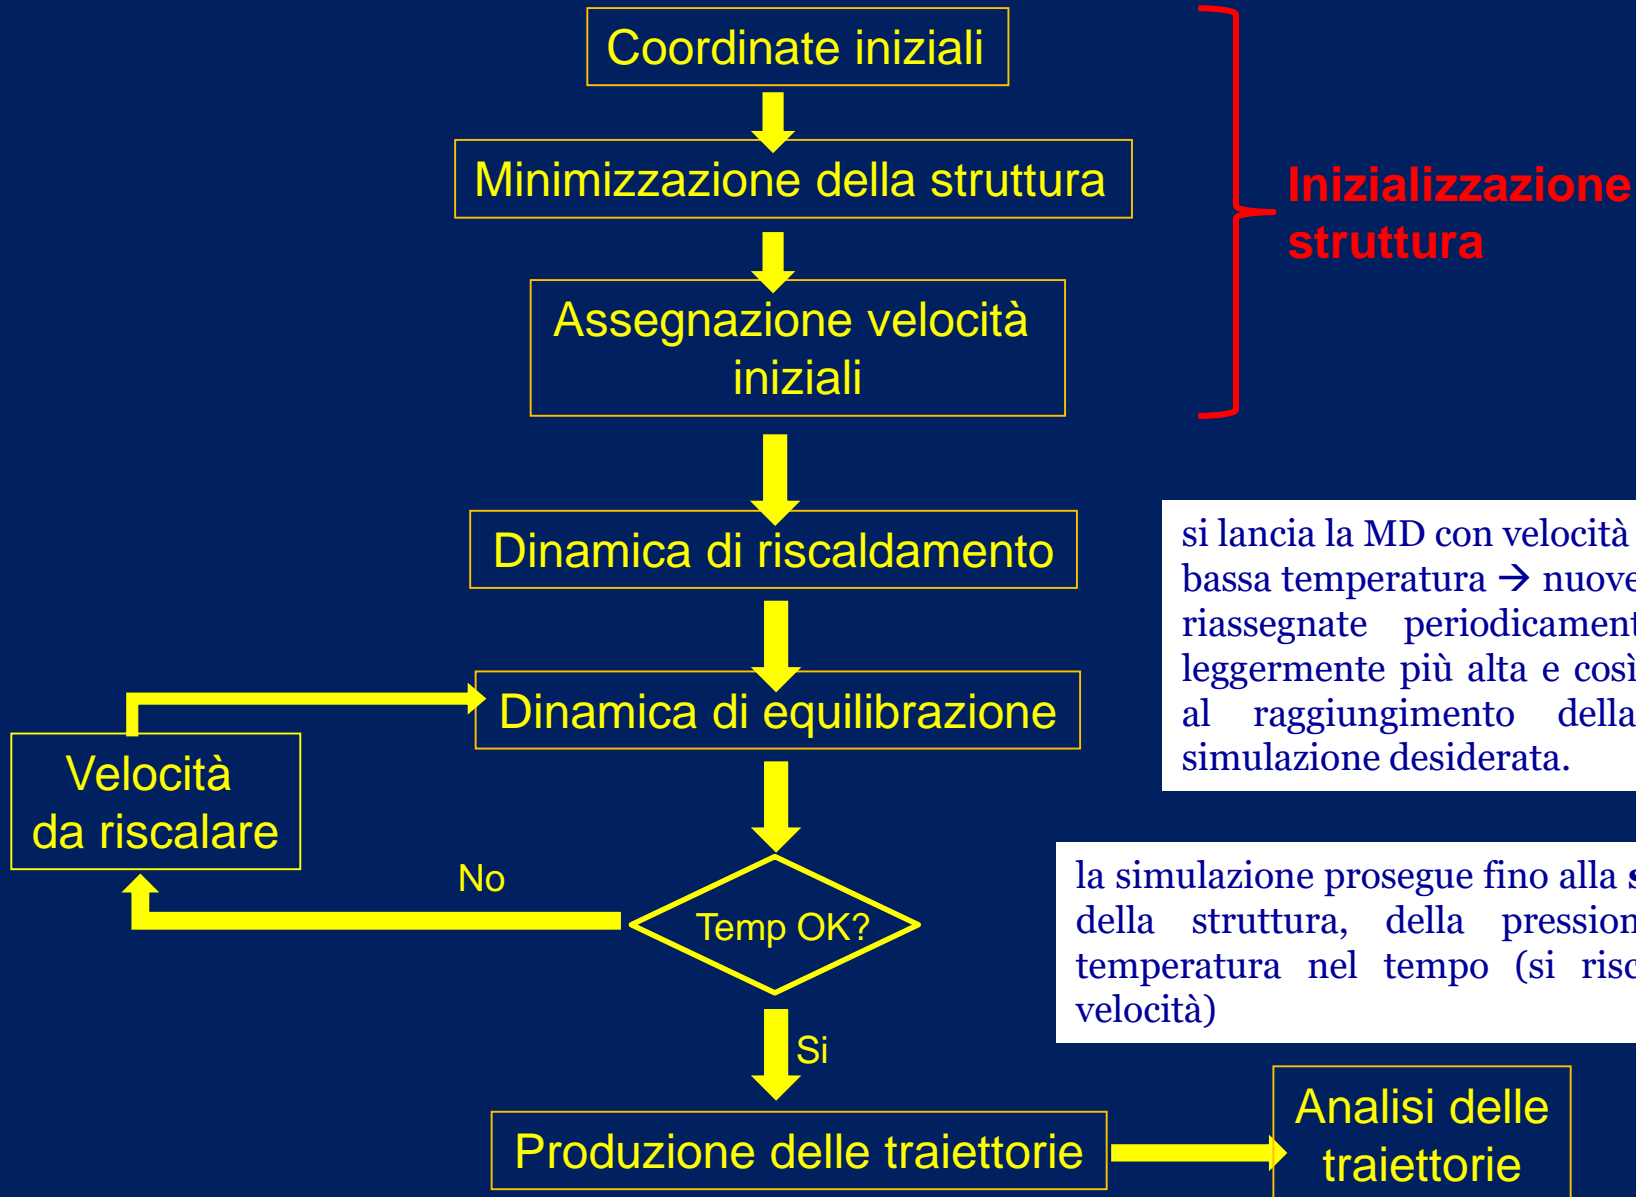 Coordinate iniziali
Minimizzazione della struttura
Inizializzazione
struttura
Assegnazione velocità
iniziali
Dinamica di riscaldamento
si lancia la MD con velocità
bassa temperatura → nuove
riassegnate periodicament
leggermente più alta e così
al raggiungimento della
simulazione desiderata.
Dinamica di equilibrazione
Velocità
da riscalare
No
Temp OK?
la simulazione prosegue fino alla s
della struttura, della pression
temperatura nel tempo (si risc
velocità)
Si
Produzione delle traiettorie
Analisi delle
traiettorie